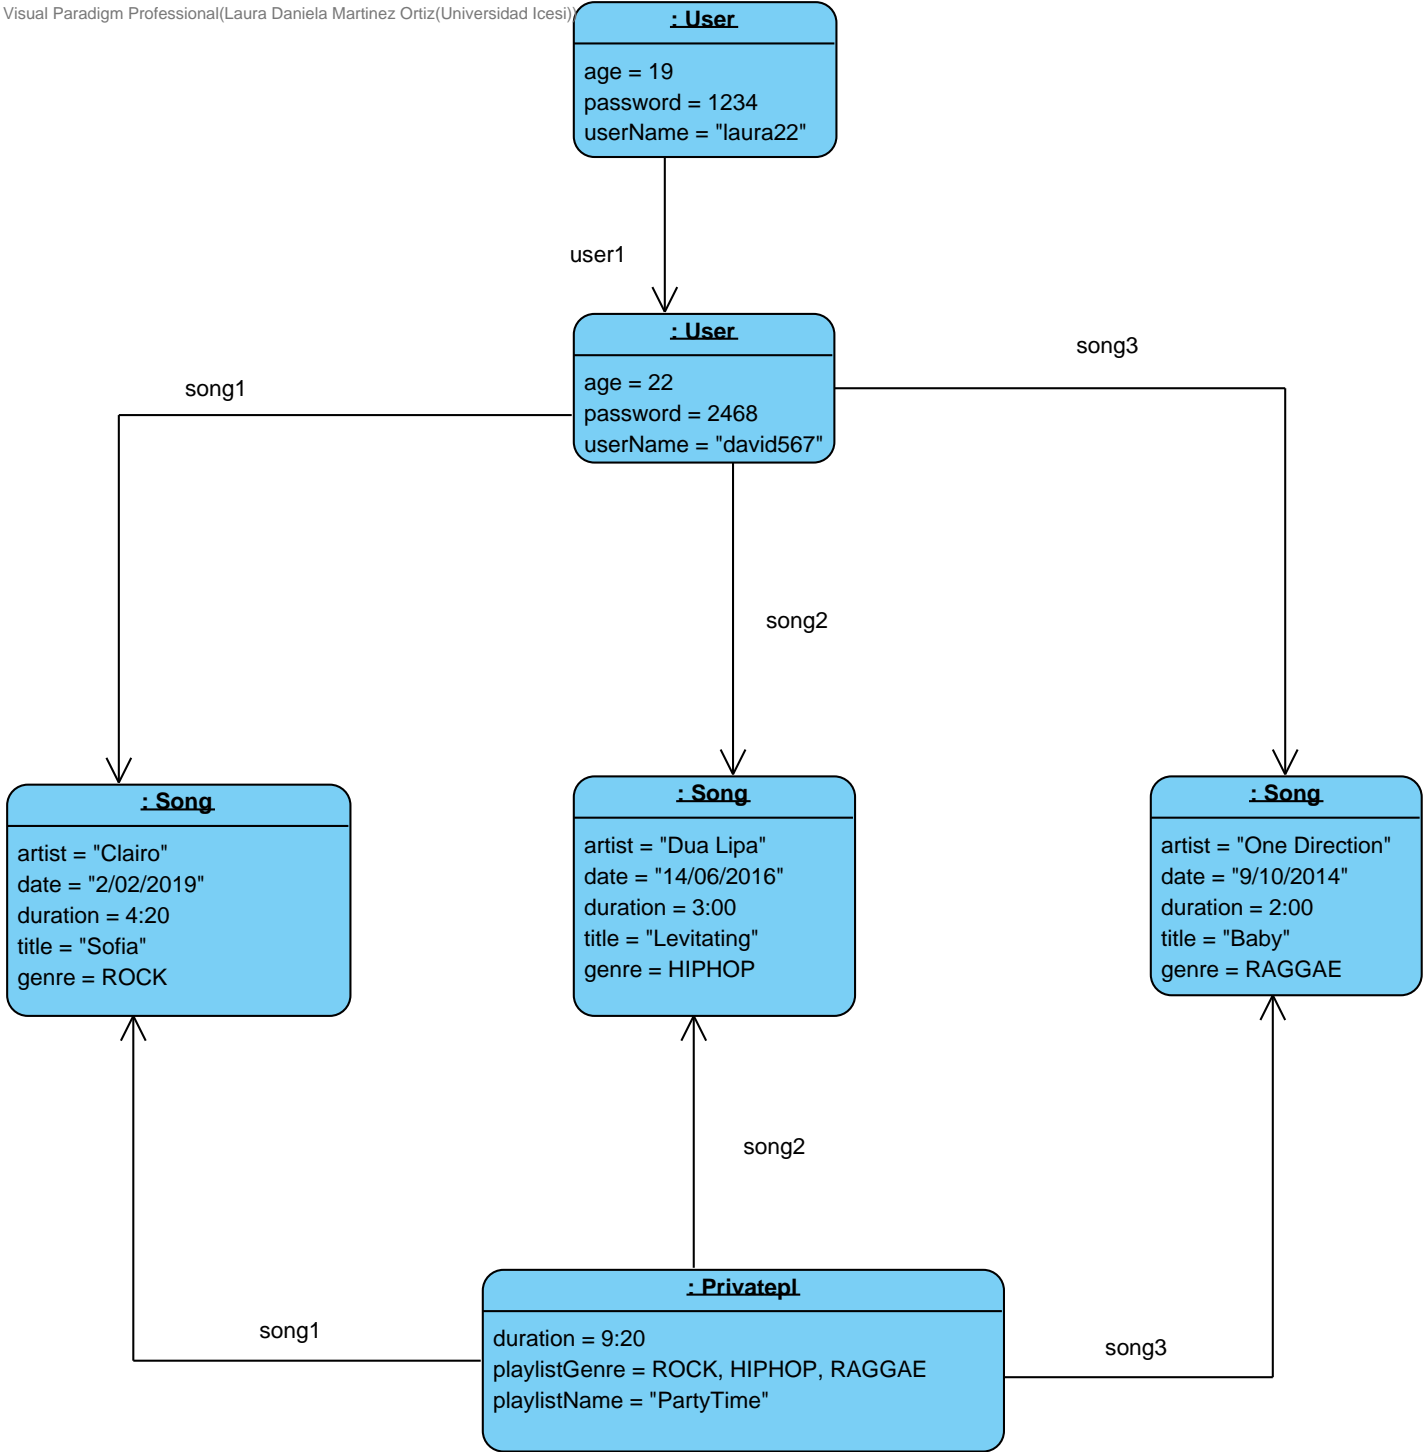 Visual Paradigm Professional(Laura Daniela Martinez Ortiz(Universidad Icesi))
: User
age = 19
password = 1234
userName = "laura22"
user1
: User
age = 22
password = 2468
userName = "david567"
song1
song3
song2
: Song
artist = "Clairo"
date = "2/02/2019"
duration = 4:20
title = "Sofia"
genre = ROCK
: Song
artist = "Dua Lipa"
date = "14/06/2016"
duration = 3:00
title = "Levitating"
genre = HIPHOP
: Song
artist = "One Direction"
date = "9/10/2014"
duration = 2:00
title = "Baby"
genre = RAGGAE
song2
song1
song3
: Privatepl
duration = 9:20
playlistGenre = ROCK, HIPHOP, RAGGAE
playlistName = "PartyTime"